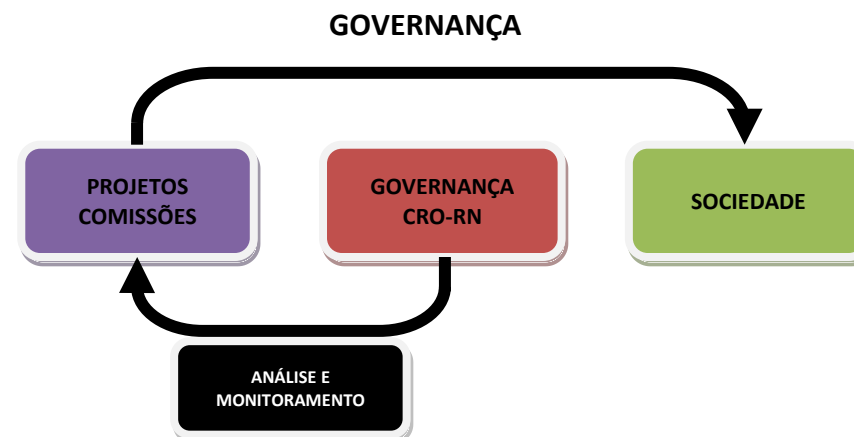 GOVERNANÇA
PROJETOS
COMISSÕES
GOVERNANÇA
CRO-RN
SOCIEDADE
ANÁLISE E
MONITORAMENTO